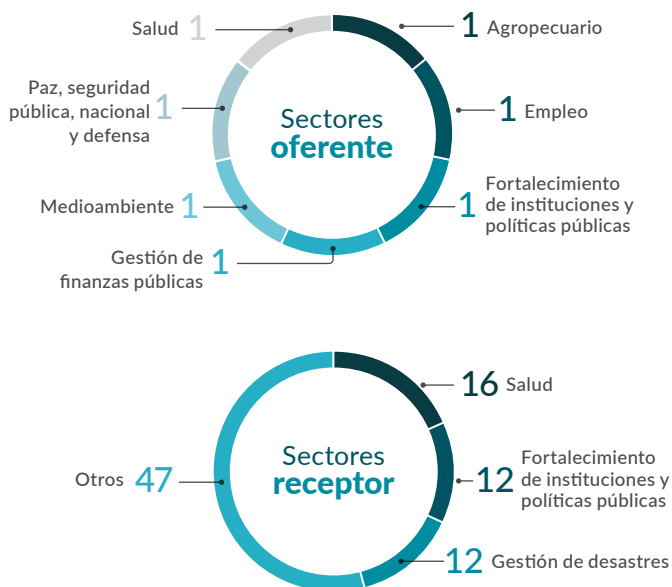 Salud 1
1 Agropecuario
Paz, seguridad
pública, nacional
y defensa
1
1 Empleo
Sectores
oferente
Medioambiente 1
1
Fortalecimiento
de instituciones y
políticas públicas
Gestión de
finanzas públicas
1
16 Salud
Sectores
receptor
Otros 47
12
Fortalecimiento
de instituciones y
políticas públicas
12 Gestión de desastres